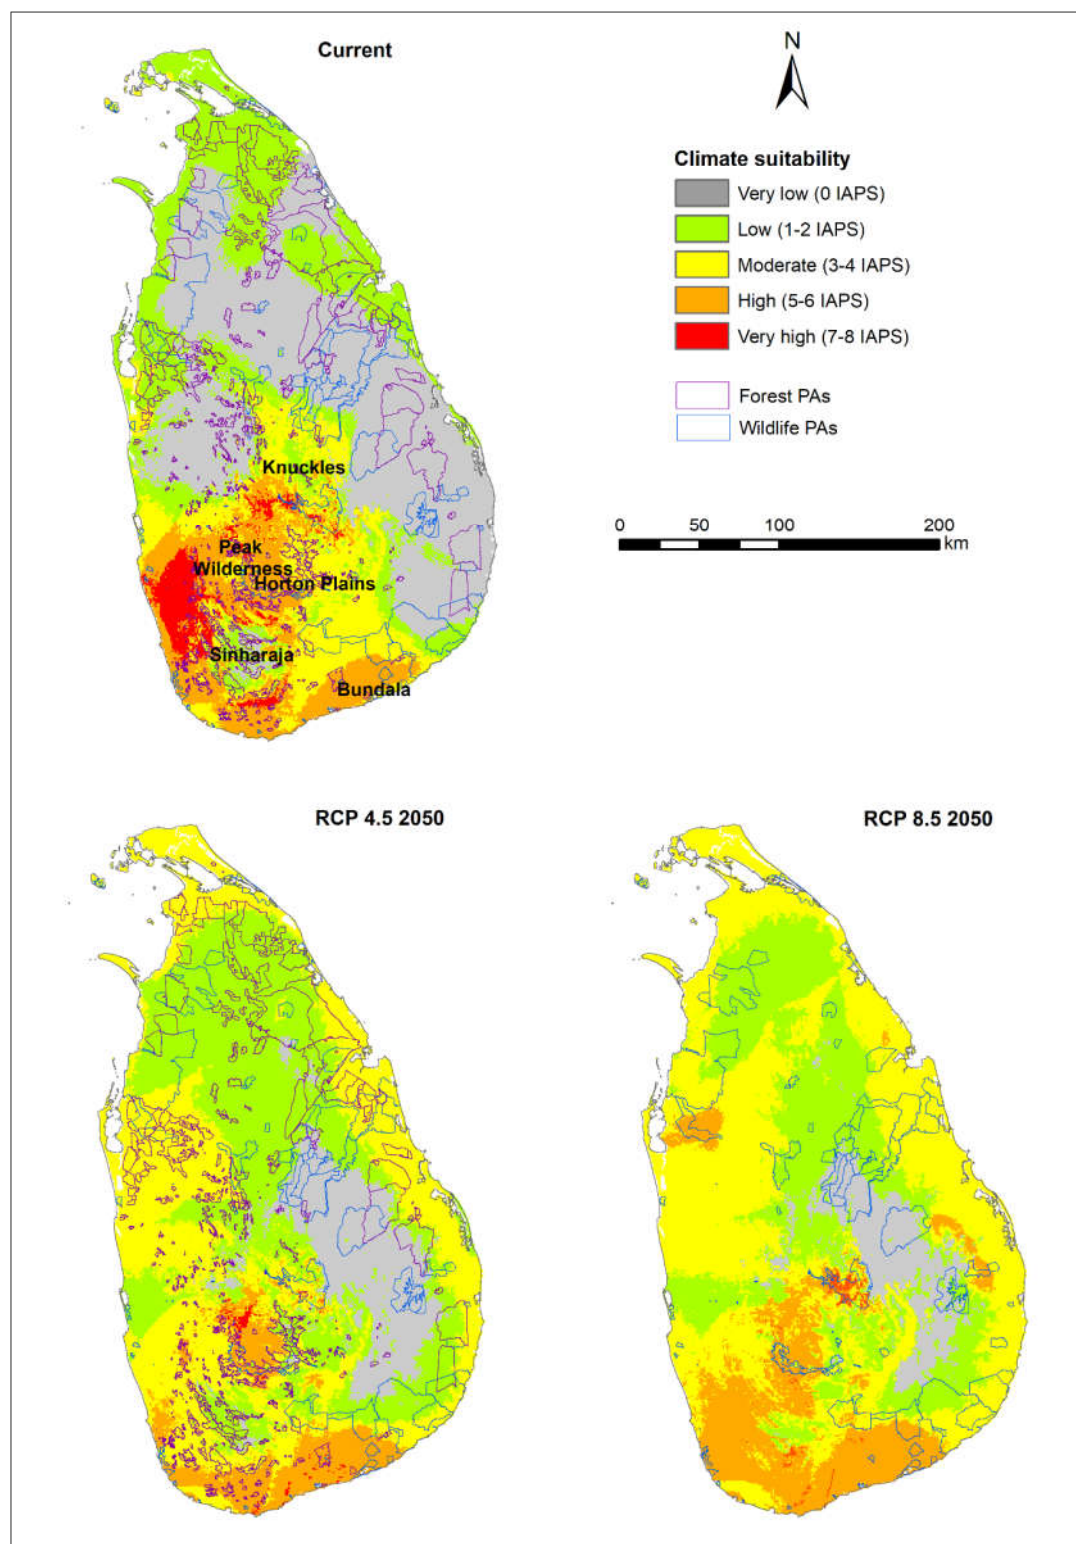 Current
N
Climate suitability
Very low (0 IAPS)
Low (1-2 IAPS)
Moderate (3-4 IAPS)
High (5-6 IAPS)
Very high (7-8 IAPS)
Forest PAs
Wildlife PAs
Knuckles
0 50 100 200
km
Peak
Wilderness
Horton Plains
Sinharaja
Bundala
RCP 4.5 2050
RCP 8.5 2050